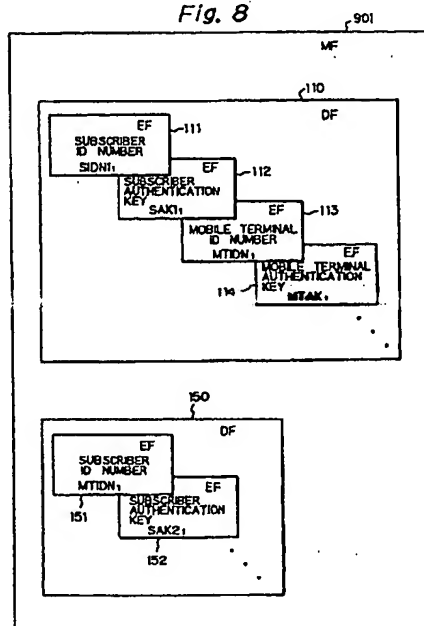 Fig. 8
901
MF
110
DF
EF
111
SUBSCRIBER
ID NUMBER
SIDN1₁
EF
112
SUBSCRIBER
AUTHENTICATION
KEY
SAK1₁
EF
113
MOBILE TERMINAL
ID NUMBER
MTIDN₁
EF
MOBILE TERMINAL
AUTHENTICATION
KEY
114
MTAK₁
150
DF
EF
SUBSCRIBER
ID NUMBER
MTIDN₁
151
EF
SUBSCRIBER
AUTHENTICATION
KEY
SAK2₁
152